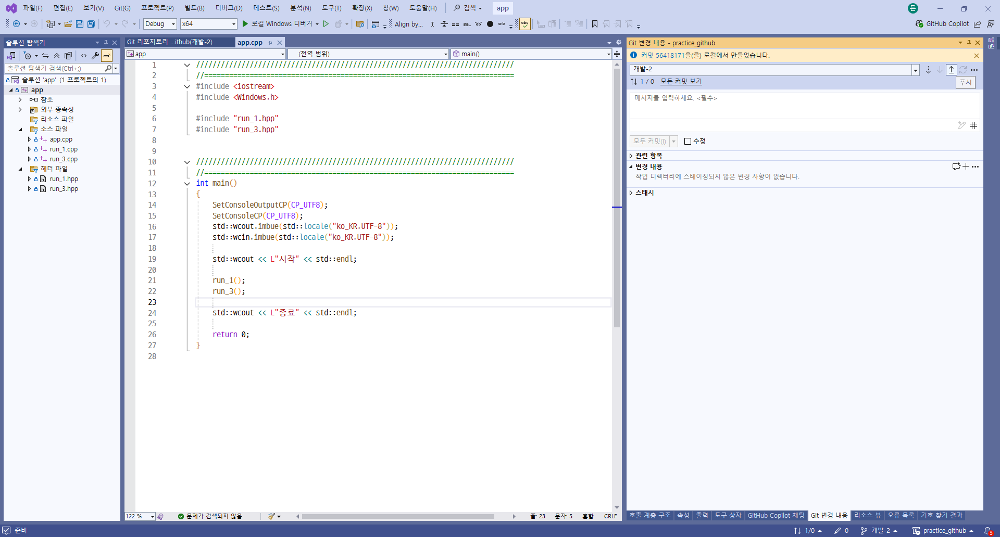 파일(F) 편집(E) 보기(V) Git(G) 프로젝트(P) 빌드(B) 디버그(D) 테스트(S) 분석(N) 도구(T) 확장(X) 창(W) 도움말(H) 검색 app
Debug x64 로컬 Windows 디버거 Align by... GitHub Copilot
솔루션 탐색기
솔루션 탐색기 검색(Ctrl+;)
솔루션 'app' (1 프로젝트의 1)
app
참조
외부 종속성
리소스 파일
소스 파일
app.cpp
run_1.cpp
run_3.cpp
헤더 파일
run_1.hpp
run_3.hpp
Git 리포지토리 ...ithub(개발-2) app.cpp
app (전역 범위) main()
1 /////////////////////////////////////////////////////////////////////////////
2 //===========================================================================
3 #include <iostream>
4 #include <Windows.h>
5
6 #include "run_1.hpp"
7 #include "run_3.hpp"
8
9
10 /////////////////////////////////////////////////////////////////////////////
11 //===========================================================================
12 int main()
13 {
14 SetConsoleOutputCP(CP_UTF8);
15 SetConsoleCP(CP_UTF8);
16 std::wcout.imbue(std::locale("ko_KR.UTF-8"));
17 std::wcin.imbue(std::locale("ko_KR.UTF-8"));
18
19 std::wcout << L"시작" << std::endl;
20
21 run_1();
22 run_3();
23
24 std::wcout << L"종료" << std::endl;
25
26 return 0;
27 }
28
122 % 문제가 검색되지 않음 줄: 23 문자: 5 혼합 CRLF
Git 변경 내용 - practice_github
커밋 56418171을(를) 로컬에서 만들었습니다.
개발-2
1 / 0 모든 커밋 보기
푸시
메시지를 입력하세요. <필수>
모두 커밋(I) 수정
관련 항목
변경 내용
작업 디렉터리에 스테이징되지 않은 변경 사항이 없습니다.
스태시
호출 계층 구조 속성 출력 도구 상자 GitHub Copilot 채팅 Git 변경 내용 리소스 뷰 오류 목록 기호 찾기 결과
알림
준비 1/0 0 개발-2 practice_github 3